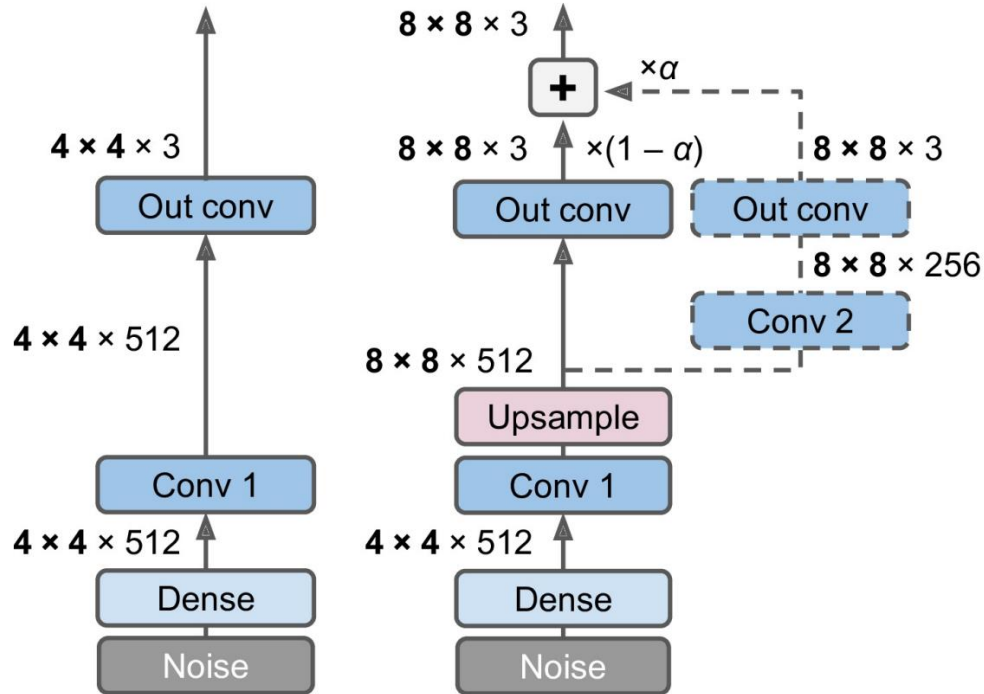 4 × 4 × 3
Out conv
4 × 4 × 512
Conv 1
4 × 4 × 512
Dense
Noise
8 × 8 × 3
+
×α
8 × 8 × 3
×(1 – α)
8 × 8 × 3
Out conv
Out conv
8 × 8 × 256
Conv 2
8 × 8 × 512
Upsample
Conv 1
4 × 4 × 512
Dense
Noise